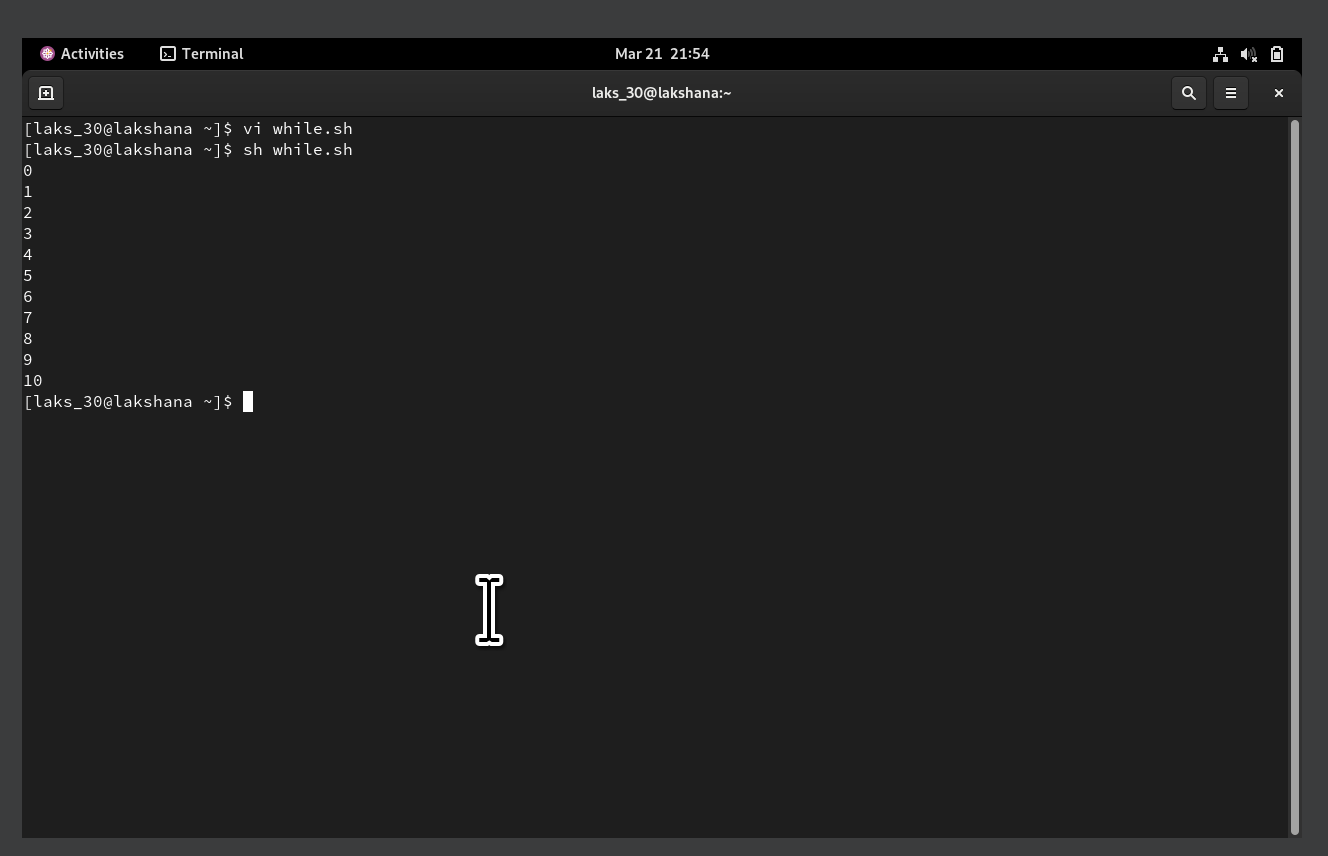 Activities Terminal Mar 21 21:54
laks_30@lakshana:~
[laks_30@lakshana ~]$ vi while.sh
[laks_30@lakshana ~]$ sh while.sh
0
1
2
3
4
5
6
7
8
9
10
[laks_30@lakshana ~]$